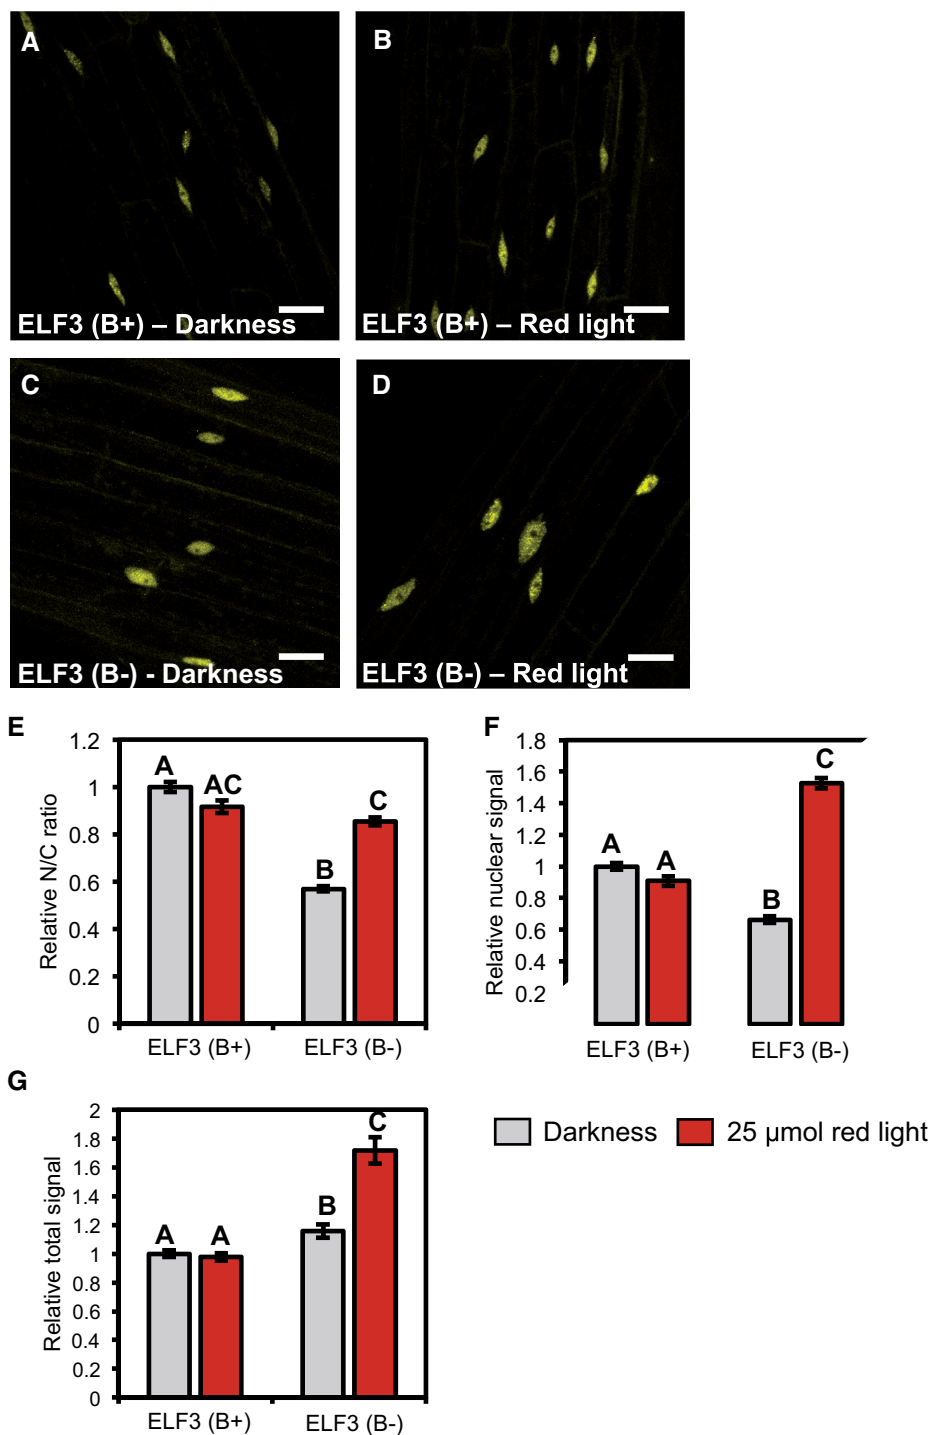 A
ELF3 (B+) – Darkness
B
ELF3 (B+) – Red light
C
ELF3 (B-) - Darkness
D
ELF3 (B-) – Red light
E
Relative N/C ratio
1.2
1
0.8
0.6
0.4
0.2
0
A
AC
B
C
ELF3 (B+)
ELF3 (B-)
F
Relative nuclear signal
1.8
1.6
1.4
1.2
1
0.8
0.6
0.4
0.2
A
A
B
C
ELF3 (B+)
ELF3 (B-)
G
Relative total signal
2
1.8
1.6
1.4
1.2
1
0.8
0.6
0.4
0.2
0
A
A
B
C
ELF3 (B+)
ELF3 (B-)
Darkness
25 µmol red light